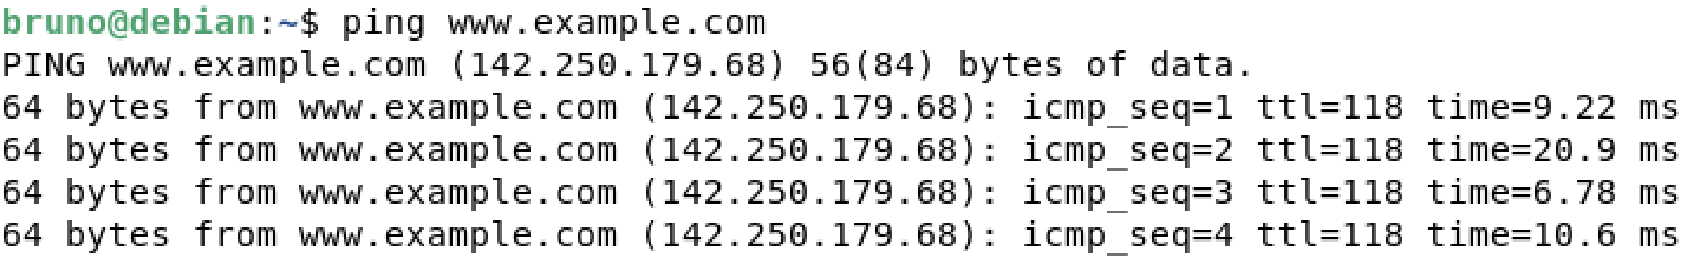 bruno@debian:~$ ping www.example.com
PING www.example.com (142.250.179.68) 56(84) bytes of data.
64 bytes from www.example.com (142.250.179.68): icmp_seq=1 ttl=118 time=9.22 ms
64 bytes from www.example.com (142.250.179.68): icmp_seq=2 ttl=118 time=20.9 ms
64 bytes from www.example.com (142.250.179.68): icmp_seq=3 ttl=118 time=6.78 ms
64 bytes from www.example.com (142.250.179.68): icmp_seq=4 ttl=118 time=10.6 ms